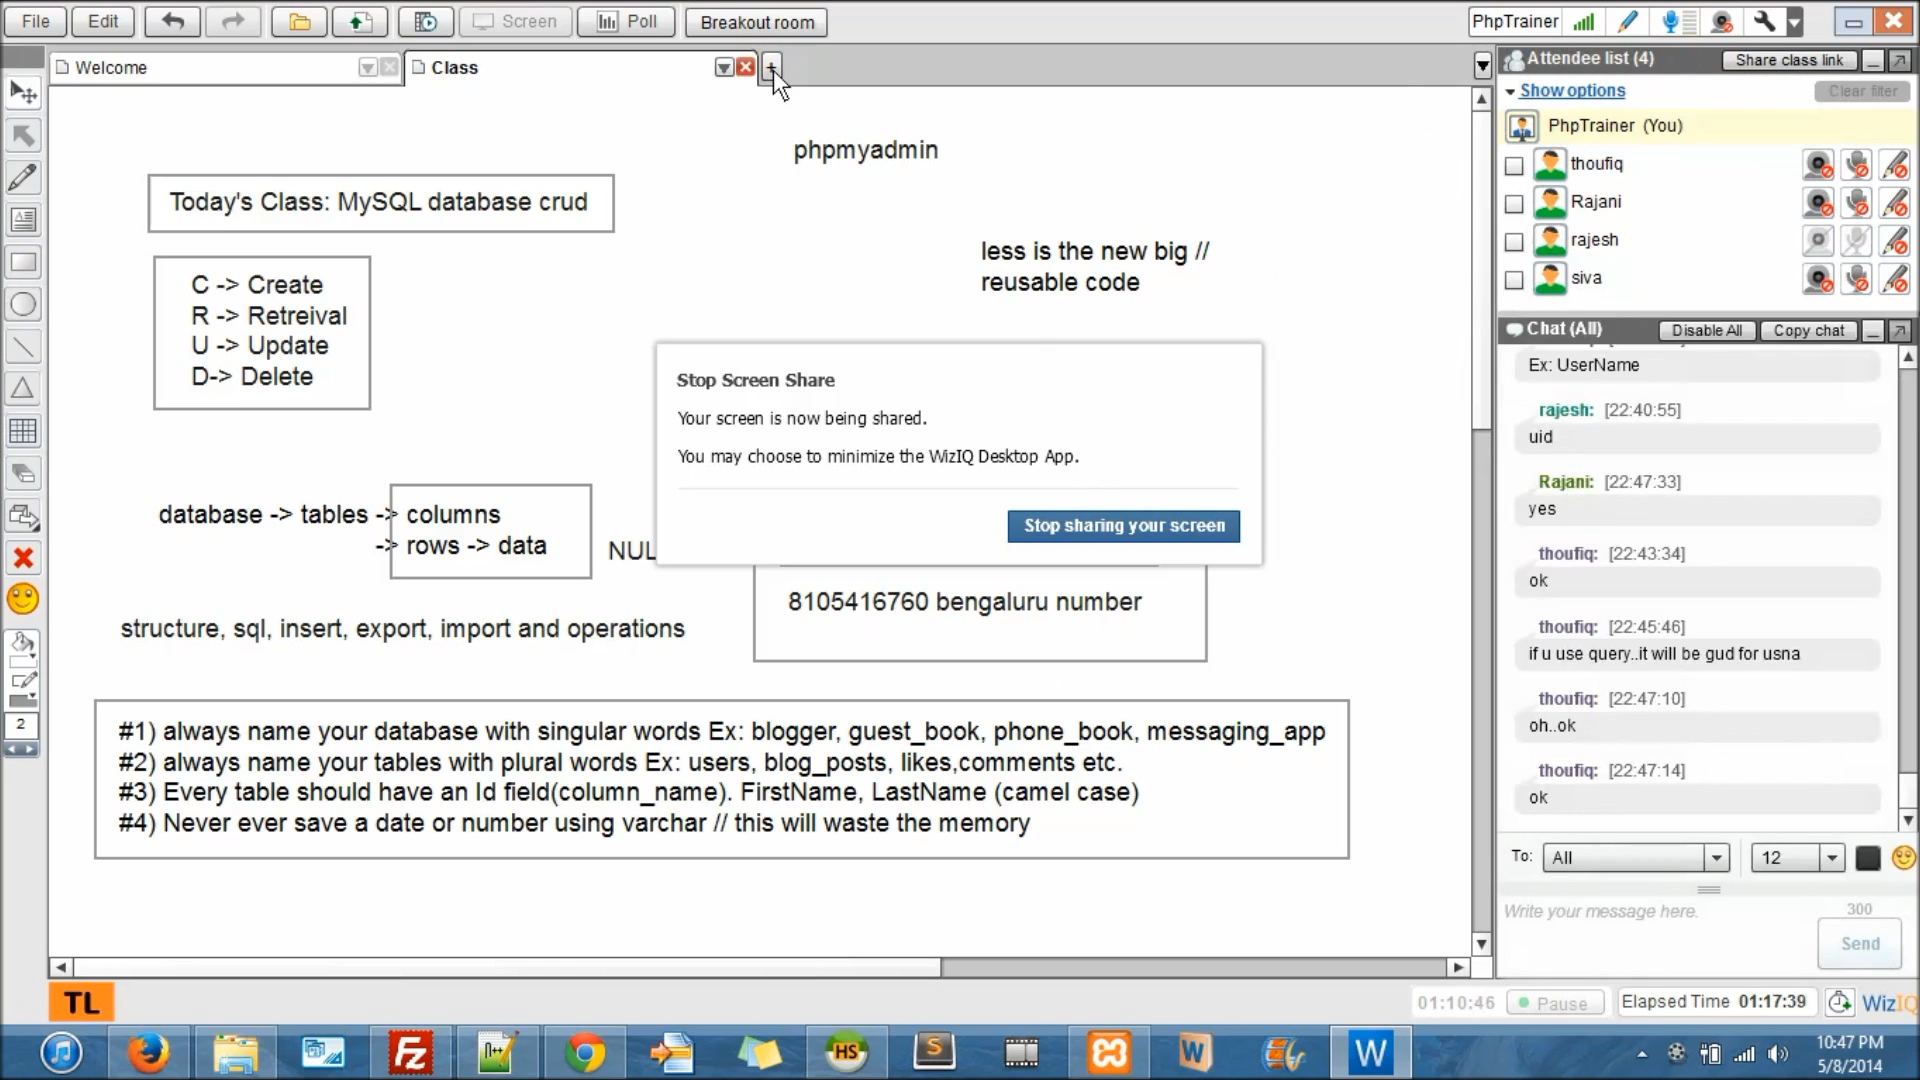 File
Edit
Screen
Poll
Breakout room
PhpTrainer
Welcome
Class
phpmyadmin
Today's Class: MySQL database crud
less is the new big //
reusable code
C -> Create
R -> Retreival
U -> Update
D-> Delete
Stop Screen Share
Your screen is now being shared.
You may choose to minimize the WizIQ Desktop App.
Stop sharing your screen
database -> tables -> columns
-> rows -> data
8105416760 bengaluru number
structure, sql, insert, export, import and operations
#1) always name your database with singular words Ex: blogger, guest_book, phone_book, messaging_app
#2) always name your tables with plural words Ex: users, blog_posts, likes,comments etc.
#3) Every table should have an Id field(column_name). FirstName, LastName (camel case)
#4) Never ever save a date or number using varchar // this will waste the memory
2
TL
Attendee list (4)
Share class link
Show options
Clear filter
PhpTrainer (You)
thoufiq
Rajani
rajesh
siva
Chat (All)
Disable All
Copy chat
Ex: UserName
rajesh: [22:40:55]
uid
Rajani: [22:47:33]
yes
thoufiq: [22:43:34]
ok
thoufiq: [22:45:46]
if u use query..it will be gud for usna
thoufiq: [22:47:10]
oh..ok
thoufiq: [22:47:14]
ok
To:
All
12
Write your message here.
300
Send
01:10:46
Pause
Elapsed Time 01:17:39
WizIQ
n++
FZ
HS
S
W
W
10:47 PM
5/8/2014